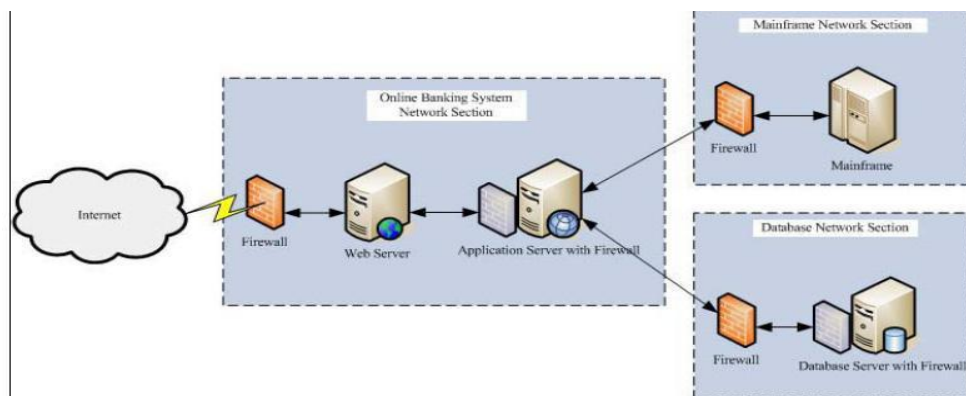 Mainframe Network Section
Firewall
Mainframe
Online Banking System
Network Section
Internet
Firewall
Web Server
Application Server with Firewall
Database Network Section
Firewall
Database Server with Firewall